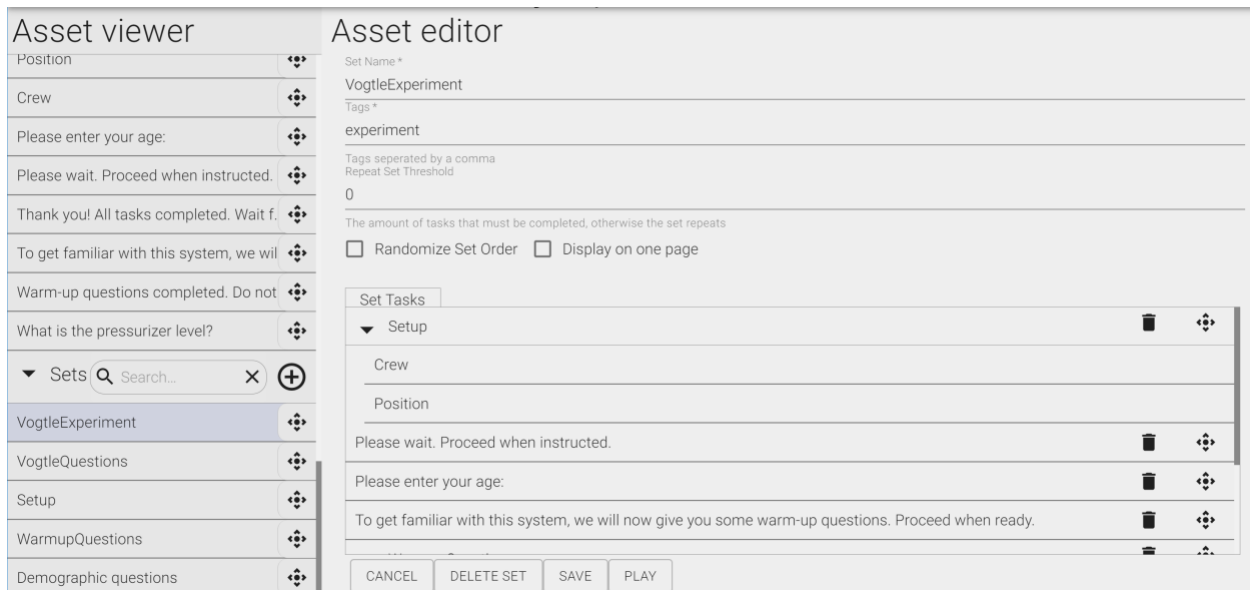 Asset viewer
Position
Crew
Please enter your age:
Please wait. Proceed when instructed.
Thank you! All tasks completed. Wait f.
To get familiar with this system, we wil
Warm-up questions completed. Do not
What is the pressurizer level?
Sets Search...
VogtleExperiment
VogtleQuestions
Setup
WarmupQuestions
Demographic questions
Asset editor
Set Name *
VogtleExperiment
Tags *
experiment
Tags seperated by a comma
Repeat Set Threshold
0
The amount of tasks that must be completed, otherwise the set repeats
Randomize Set Order Display on one page
Set Tasks
Setup
Crew
Position
Please wait. Proceed when instructed.
Please enter your age:
To get familiar with this system, we will now give you some warm-up questions. Proceed when ready.
CANCEL DELETE SET SAVE PLAY